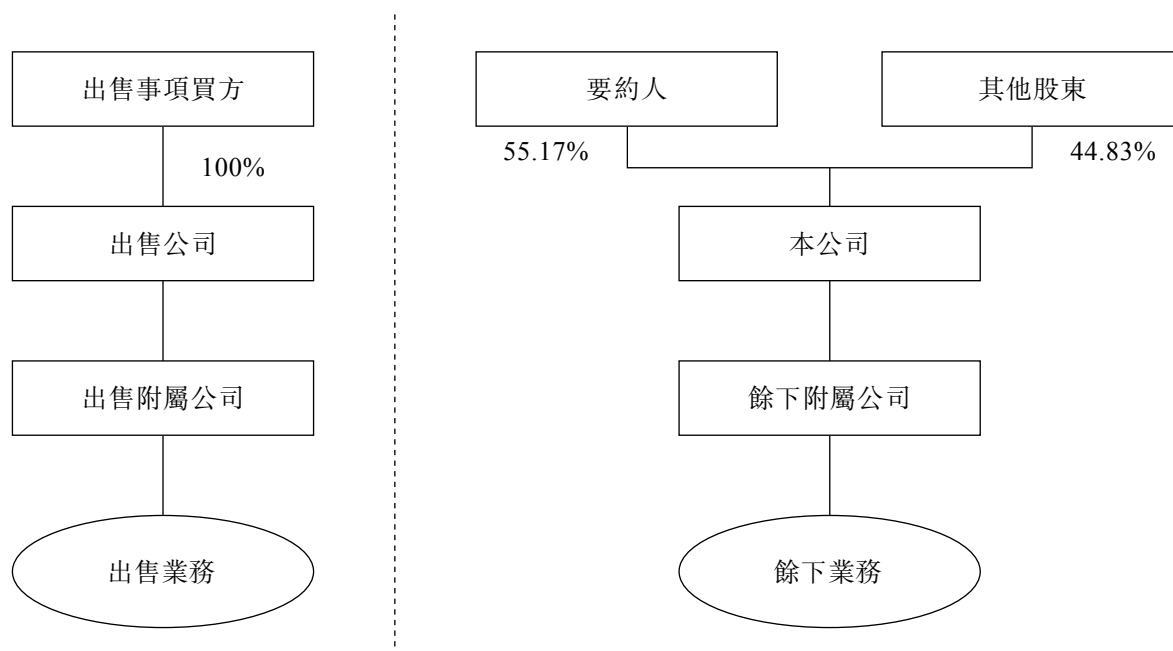 出售事項買方
要約人
其他股東
100%
55.17%
44.83%
出售公司
本公司
出售附屬公司
餘下附屬公司
出售業務
餘下業務